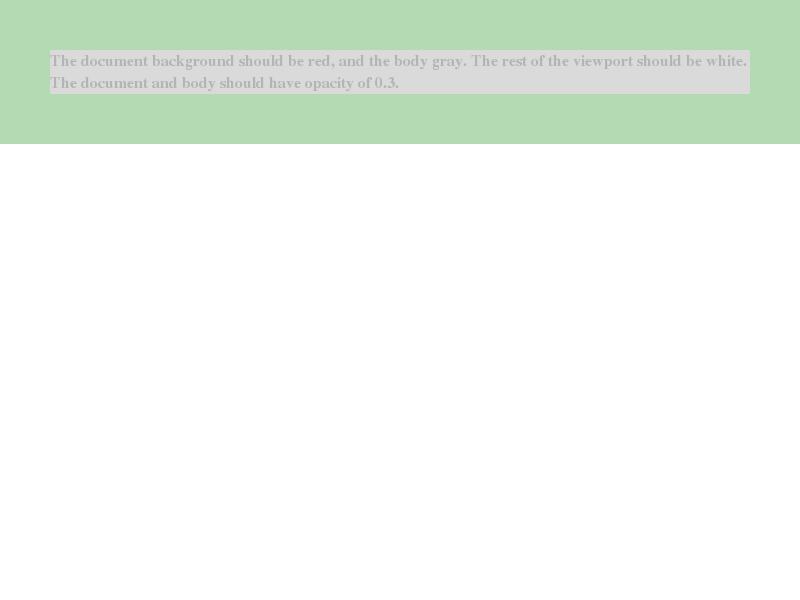 The document background should be red, and the body gray. The rest of the viewport should be white.
The document and body should have opacity of 0.3.